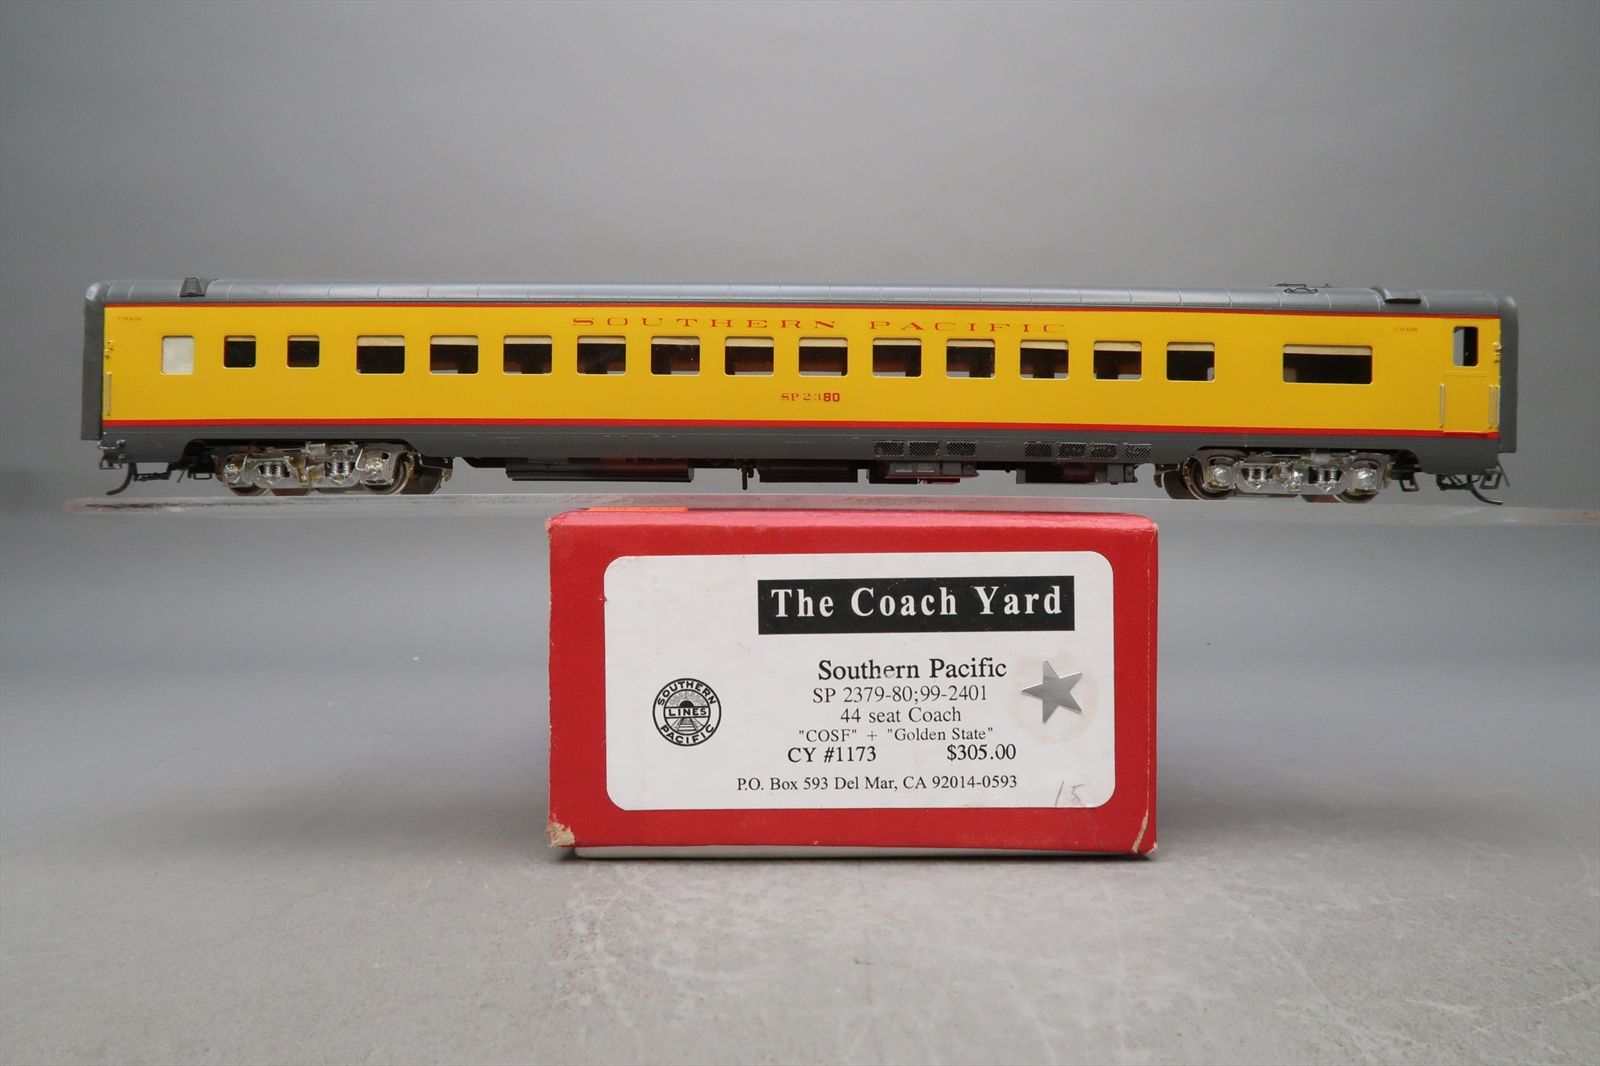 SOUTHERN PACIFIC
SP 2380
The Coach Yard
Southern Pacific
SP 2379-80;99-2401
44 seat Coach
"COSF" + "Golden State"
CY #1173 $305.00
P.O. Box 593 Del Mar, CA 92014-0593
SOUTHERN
LINES
PACIFIC
15